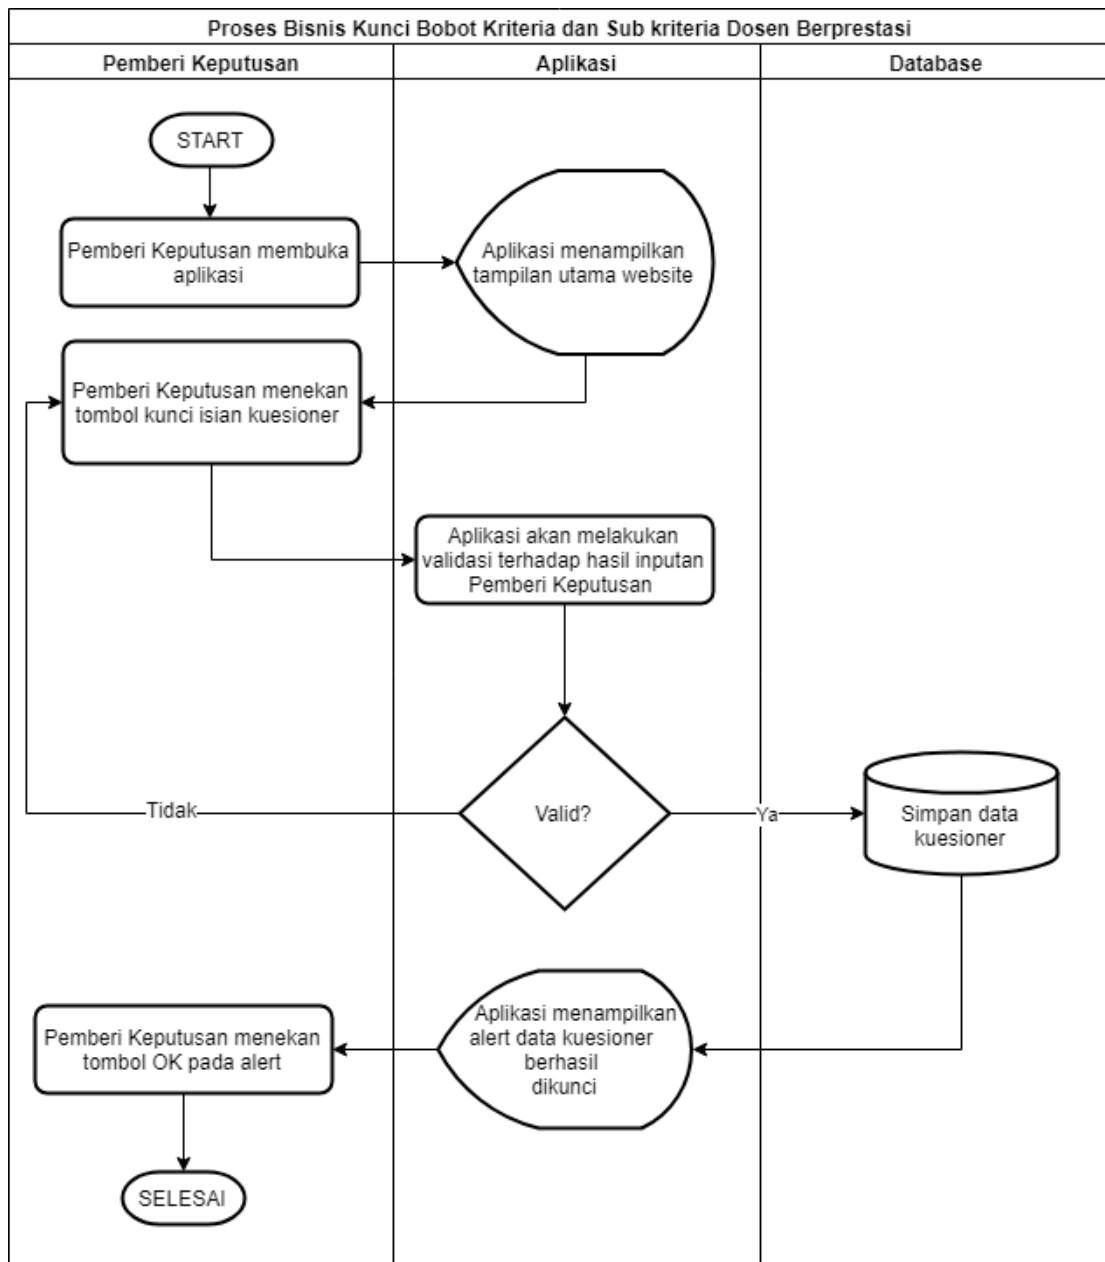 Proses Bisnis Kunci Bobot Kriteria dan Sub kriteria Dosen Berprestasi
Pemberi Keputusan
Aplikasi
Database
START
Pemberi Keputusan membuka
aplikasi
Aplikasi menampilkan
tampilan utama website
Pemberi Keputusan menekan
tombol kunci isian kuesioner
Aplikasi akan melakukan
validasi terhadap hasil inputan
Pemberi Keputusan
Valid?
Tidak
Ya
Simpan data
kuesioner
Aplikasi menampilkan
alert data kuesioner
berhasil
dikunci
Pemberi Keputusan menekan
tombol OK pada alert
SELESAI